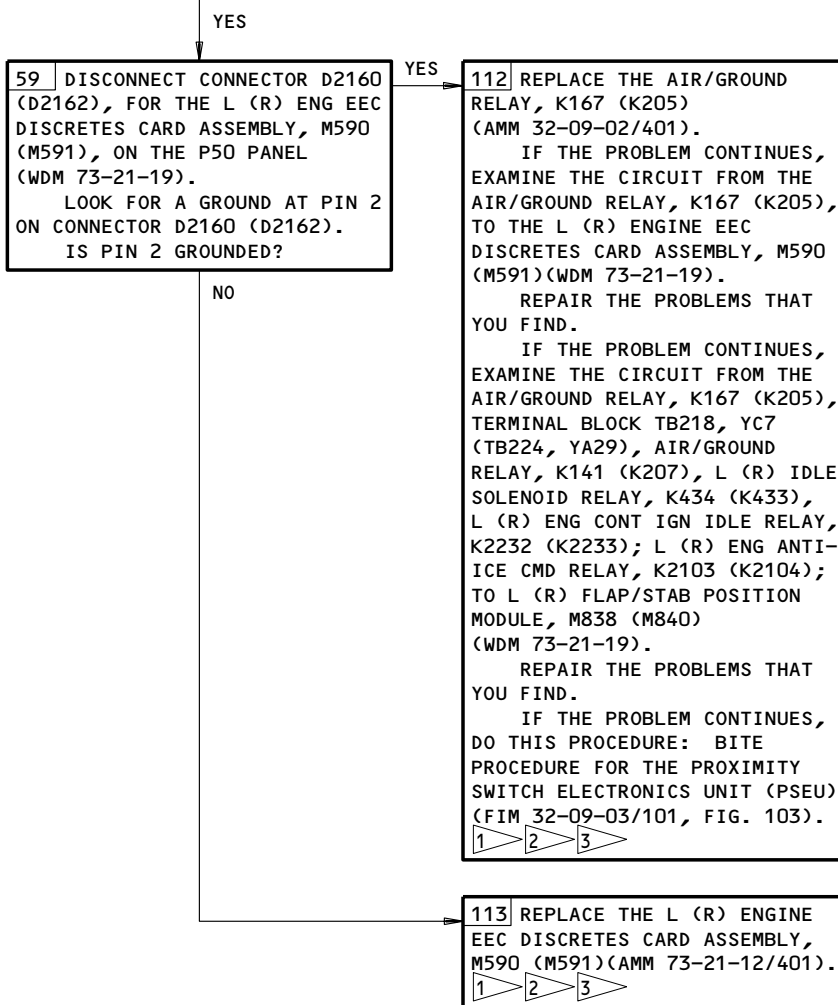 YES
59 DISCONNECT CONNECTOR D2160
(D2162), FOR THE L (R) ENG EEC
DISCRETES CARD ASSEMBLY, M590
(M591), ON THE P50 PANEL
(WDM 73-21-19).
LOOK FOR A GROUND AT PIN 2
ON CONNECTOR D2160 (D2162).
IS PIN 2 GROUNDED?
YES
112 REPLACE THE AIR/GROUND
RELAY, K167 (K205)
(AMM 32-09-02/401).
IF THE PROBLEM CONTINUES,
EXAMINE THE CIRCUIT FROM THE
AIR/GROUND RELAY, K167 (K205),
TO THE L (R) ENGINE EEC
DISCRETES CARD ASSEMBLY, M590
(M591)(WDM 73-21-19).
REPAIR THE PROBLEMS THAT
YOU FIND.
IF THE PROBLEM CONTINUES,
EXAMINE THE CIRCUIT FROM THE
AIR/GROUND RELAY, K167 (K205),
TERMINAL BLOCK TB218, YC7
(TB224, YA29), AIR/GROUND
RELAY, K141 (K207), L (R) IDLE
SOLENOID RELAY, K434 (K433),
L (R) ENG CONT IGN IDLE RELAY,
K2232 (K2233); L (R) ENG ANTI-
ICE CMD RELAY, K2103 (K2104);
TO L (R) FLAP/STAB POSITION
MODULE, M838 (M840)
(WDM 73-21-19).
REPAIR THE PROBLEMS THAT
YOU FIND.
IF THE PROBLEM CONTINUES,
DO THIS PROCEDURE: BITE
PROCEDURE FOR THE PROXIMITY
SWITCH ELECTRONICS UNIT (PSEU)
(FIM 32-09-03/101, FIG. 103).
1 2 3
NO
113 REPLACE THE L (R) ENGINE
EEC DISCRETES CARD ASSEMBLY,
M590 (M591)(AMM 73-21-12/401).
1 2 3